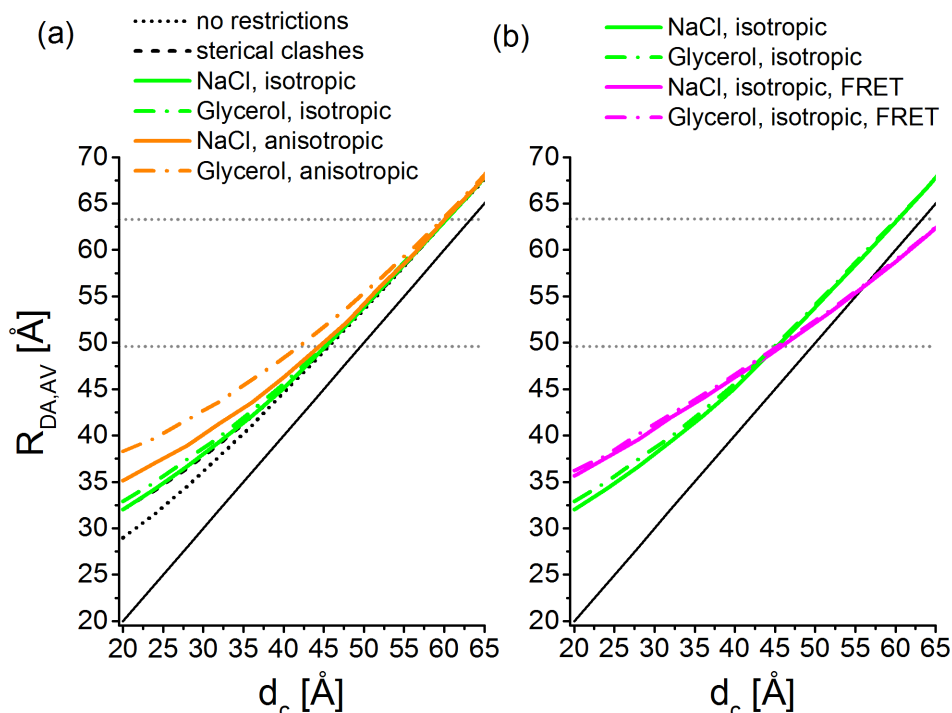 (a)
no restrictions
sterical clashes
NaCl, isotropic
Glycerol, isotropic
NaCl, anisotropic
Glycerol, anisotropic
(b)
NaCl, isotropic
Glycerol, isotropic
NaCl, isotropic, FRET
Glycerol, isotropic, FRET
R_DA,AV [Å]
70
65
60
55
50
45
40
35
30
25
20
20 25 30 35 40 45 50 55 60 65
d_c [Å]
70
65
60
55
50
45
40
35
30
25
20
20 25 30 35 40 45 50 55 60 65
d_c [Å]